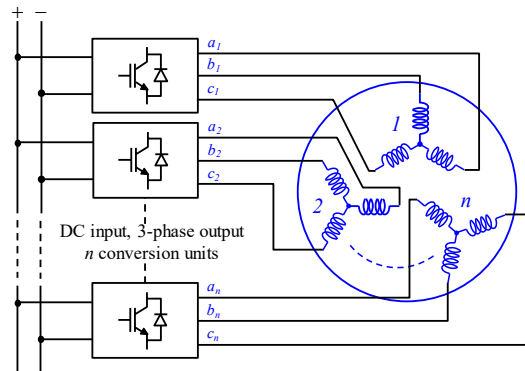 + −
a1
b1
c1
1
a2
b2
c2
2
n
DC input, 3-phase output
n conversion units
an
bn
cn